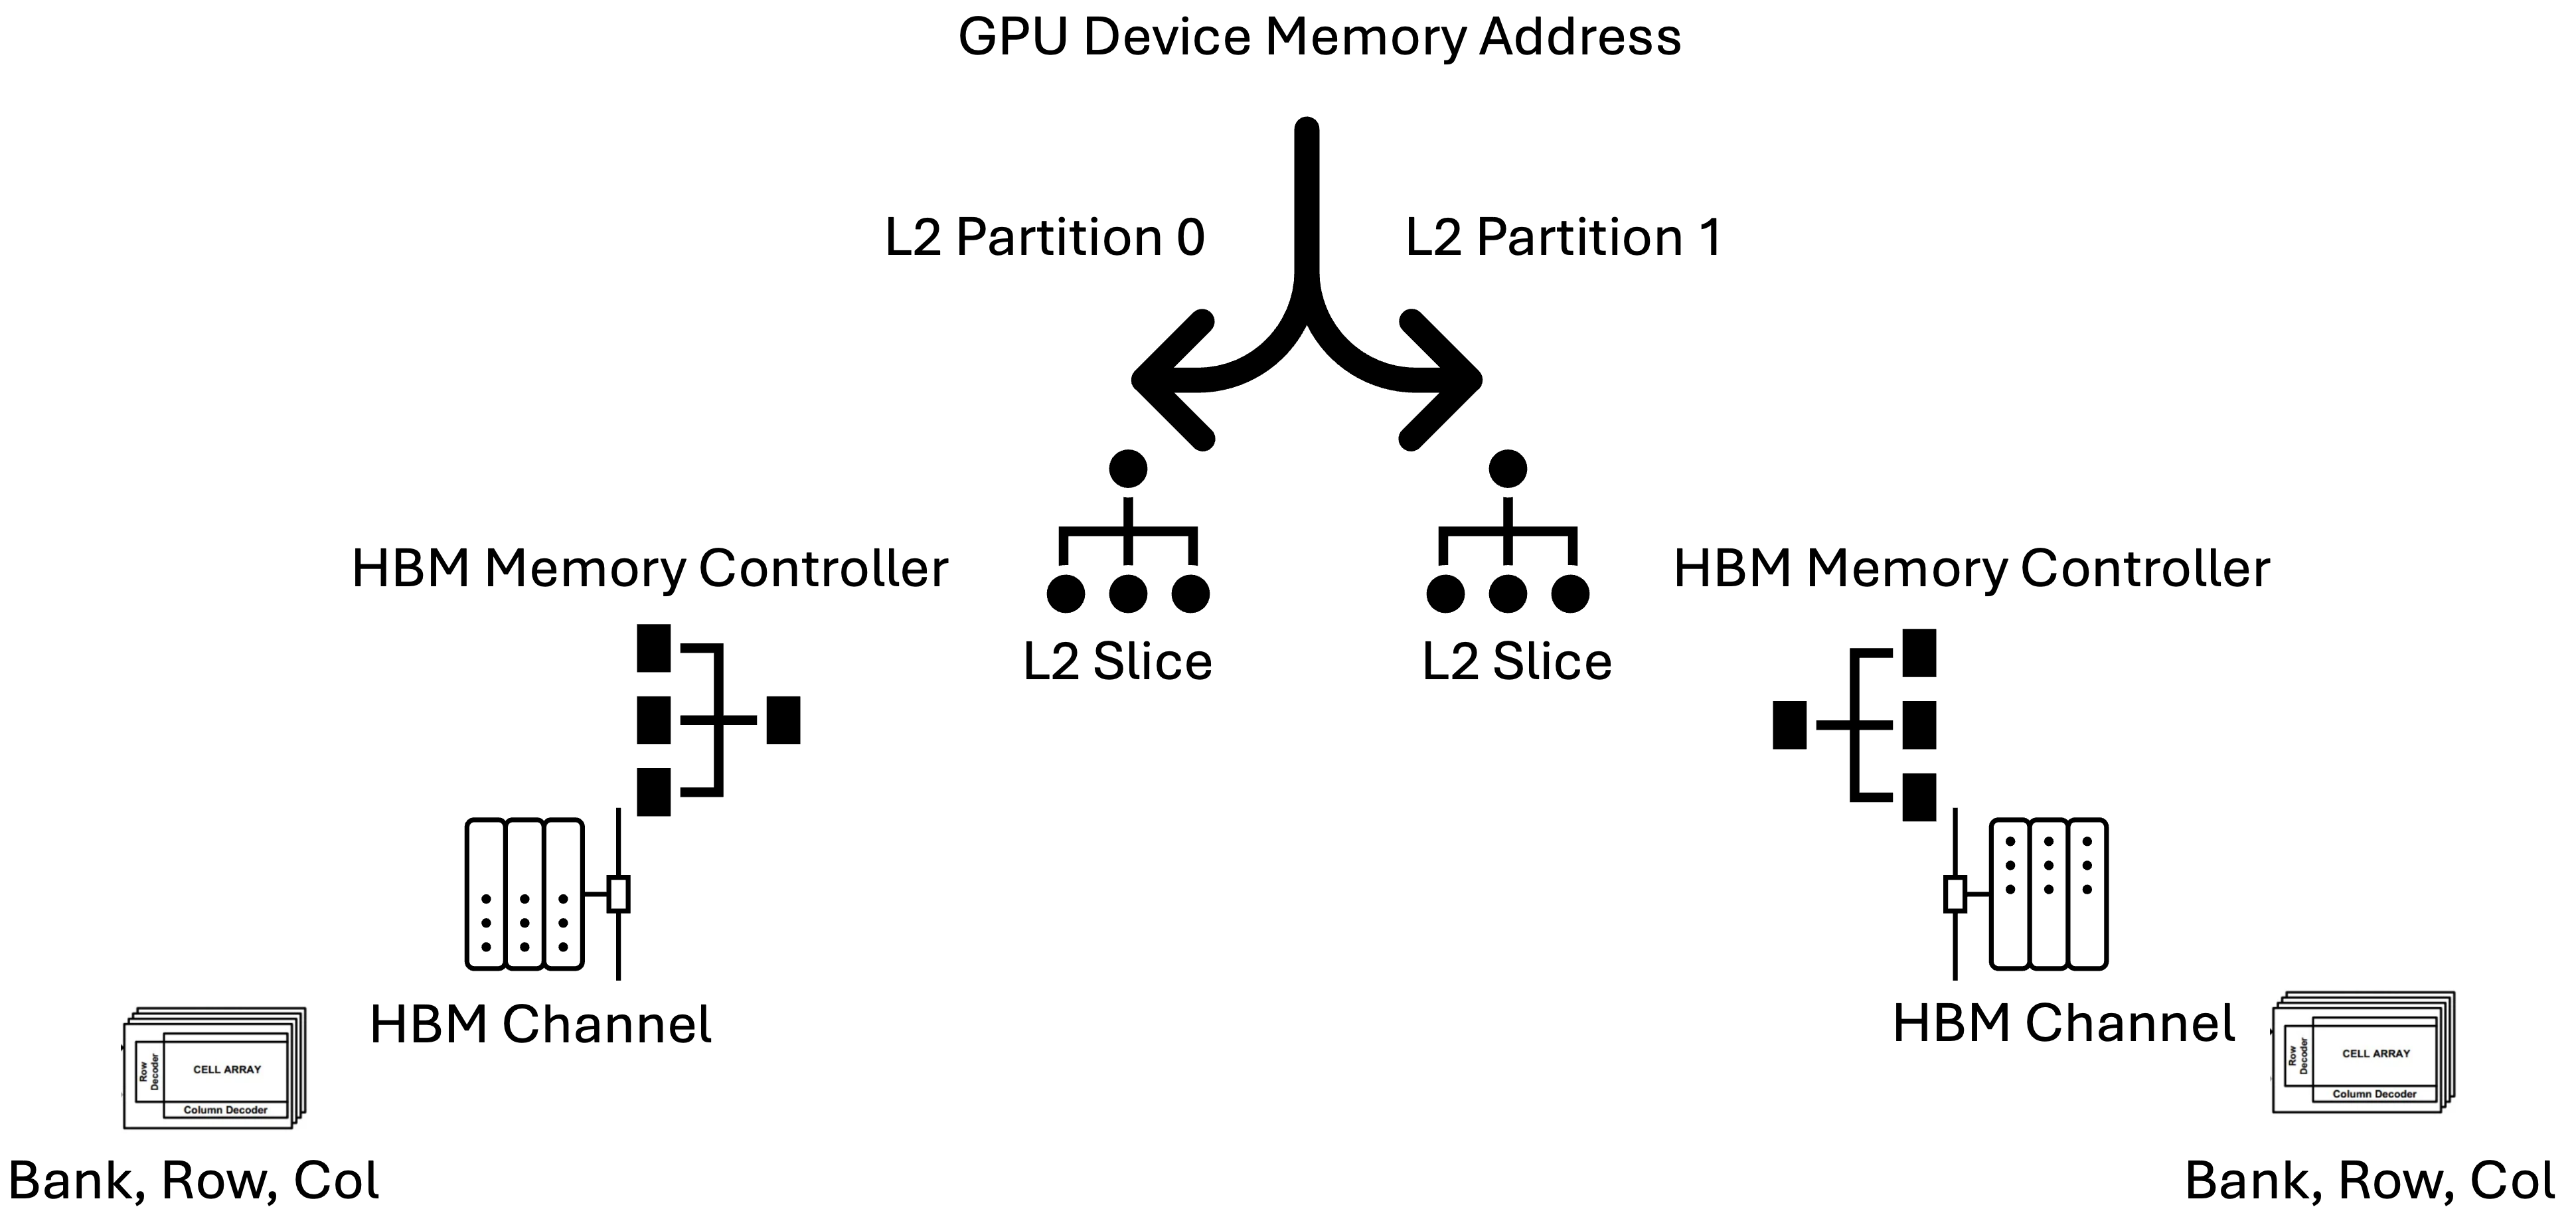 GPU Device Memory Address
L2 Partition 0
L2 Partition 1
HBM Memory Controller
HBM Memory Controller
L2 Slice
L2 Slice
HBM Channel
HBM Channel
Row
Decoder
CELL ARRAY
Column Decoder
Row
Decoder
CELL ARRAY
Column Decoder
Bank, Row, Col
Bank, Row, Col